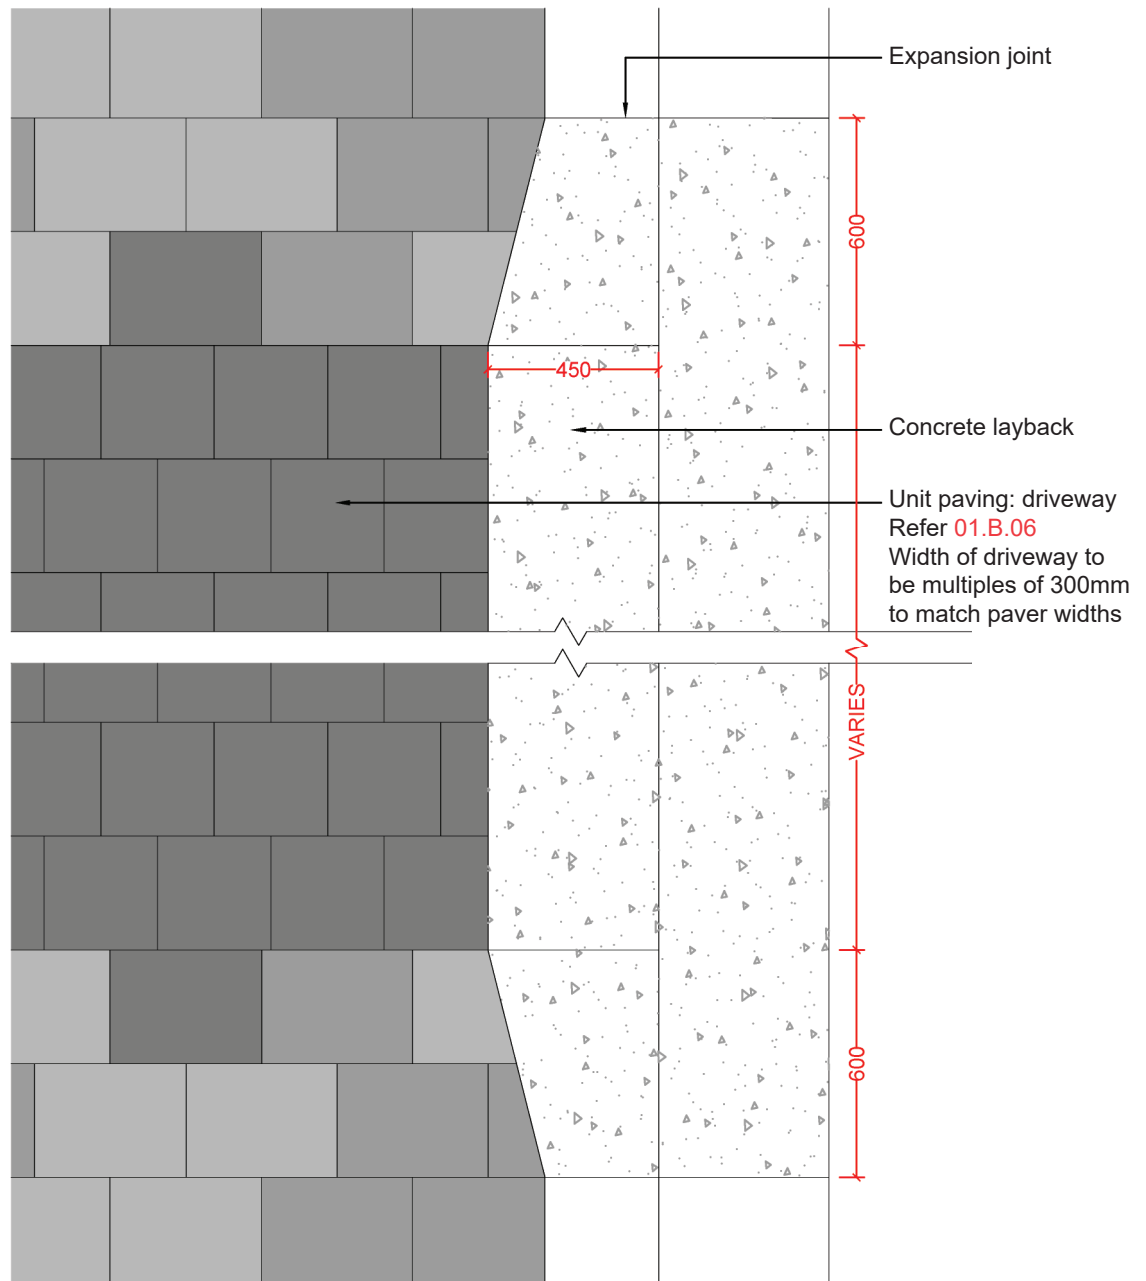 Expansion joint
600
450
Concrete layback
Unit paving: driveway
Refer 01.B.06
Width of driveway to
be multiples of 300mm
to match paver widths
VARIES
600